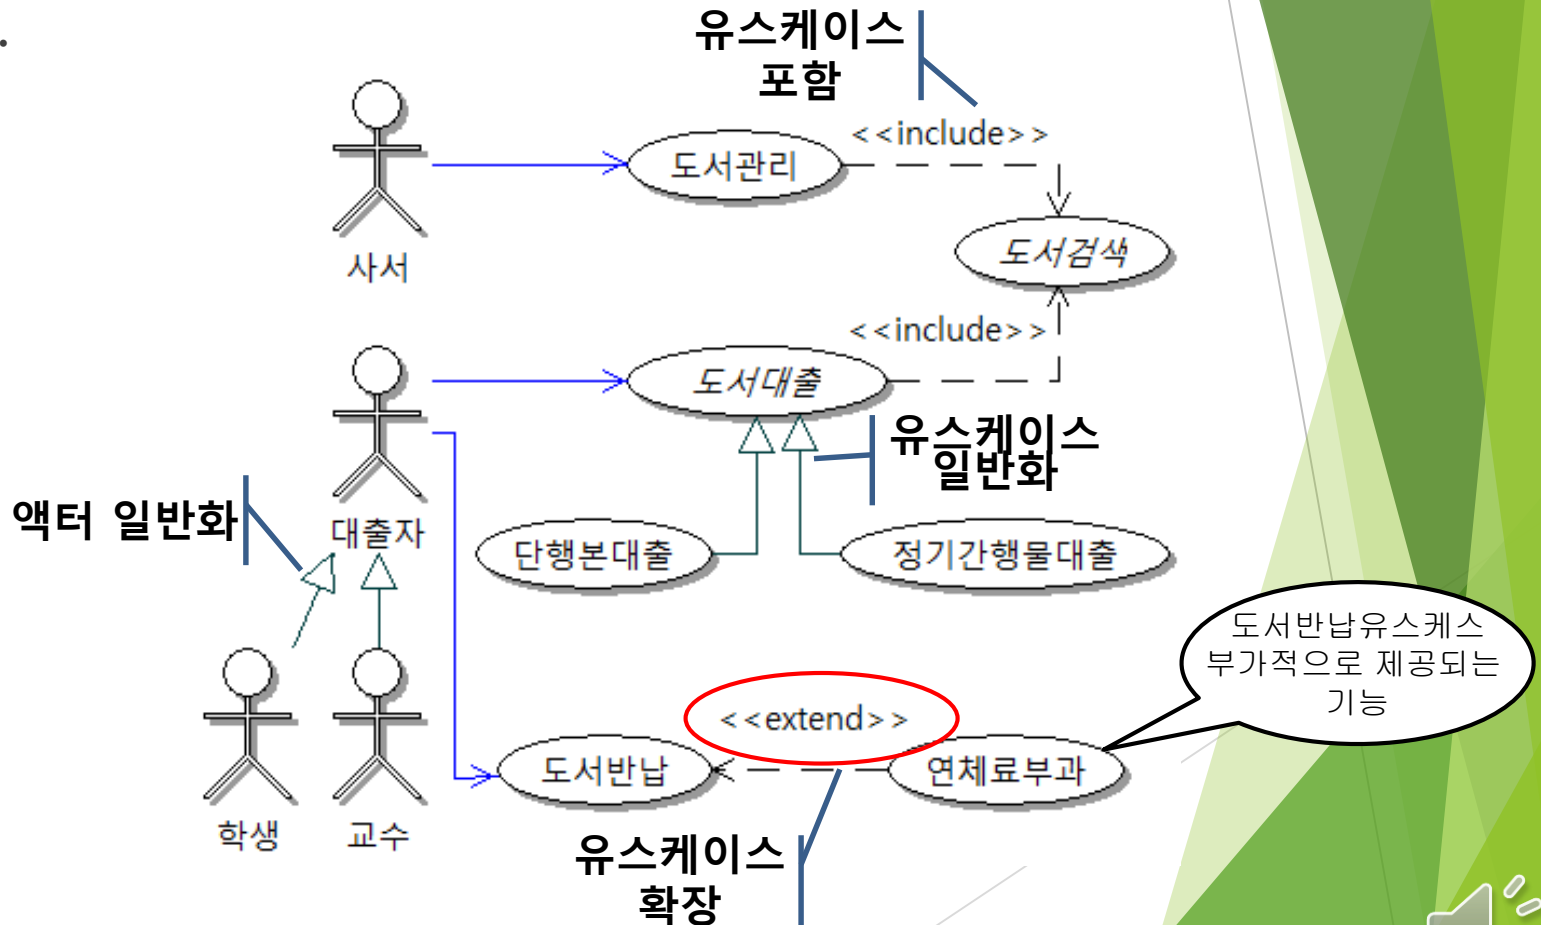 .
유스케이스
포함
<<include>>
도서관리
도서검색
사서
<<include>>
도서대출
유스케이스
일반화
액터 일반화
대출자
단행본대출
정기간행물대출
도서반납유스케스
부가적으로 제공되는
기능
<<extend>>
도서반납
연체료부과
학생
교수
유스케이스
확장